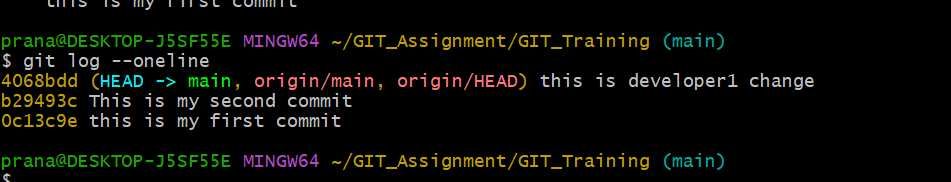 this is my first commit
prana@DESKTOP-J5SF55E MINGW64 ~/GIT_Assignment/GIT_Training (main)
$ git log --oneline
4068bdd (HEAD -> main, origin/main, origin/HEAD) this is developer1 change
b29493c This is my second commit
0c13c9e this is my first commit
prana@DESKTOP-J5SF55E MINGW64 ~/GIT_Assignment/GIT_Training (main)
$